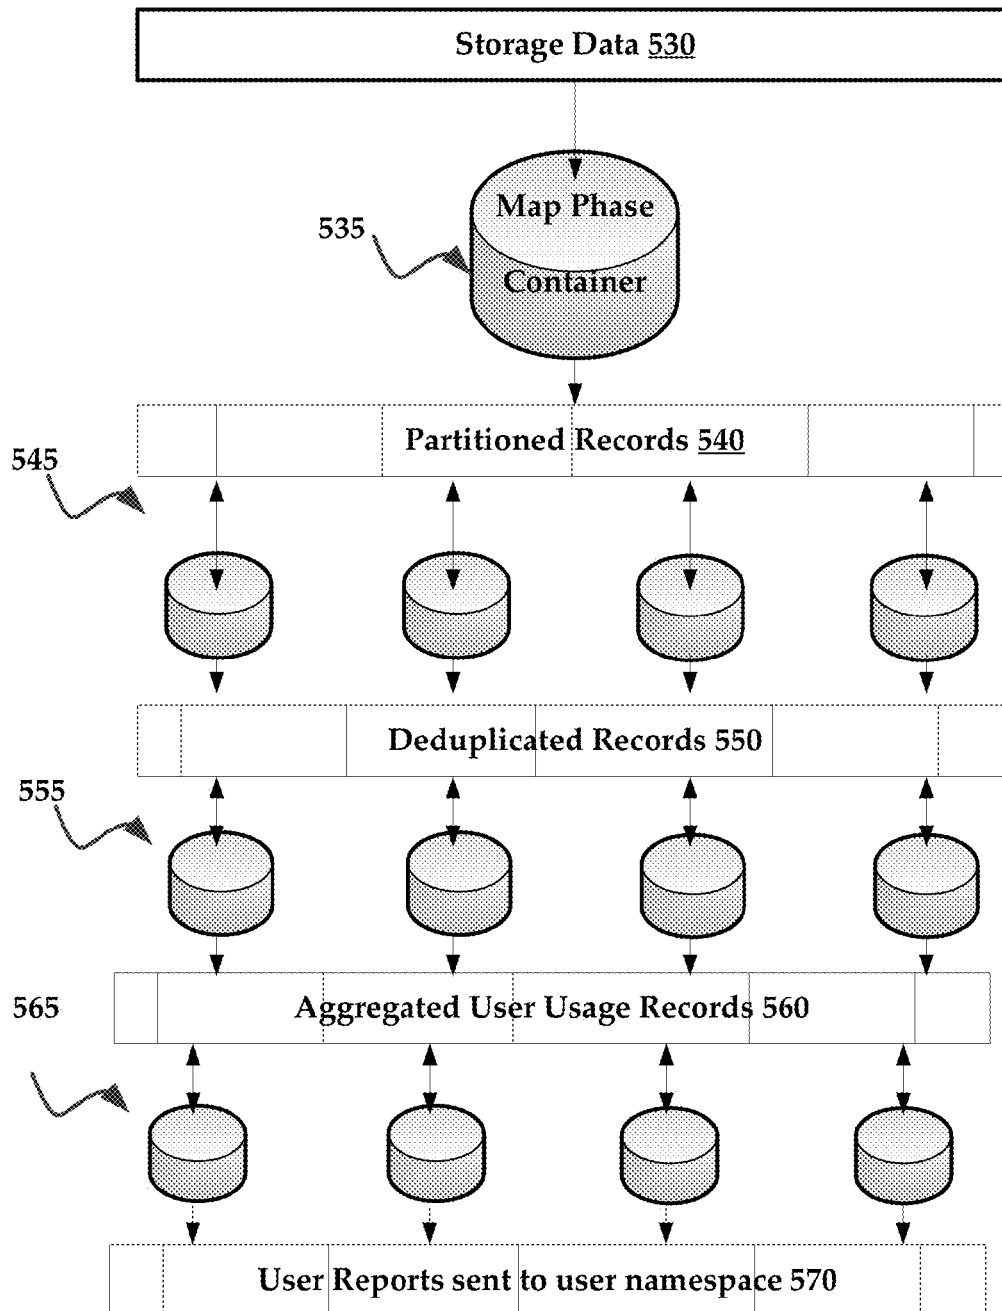 Storage Data 530
Map Phase
535
Container
Partitioned Records 540
545
Deduplicated Records 550
555
Aggregated User Usage Records 560
565
User Reports sent to user namespace 570